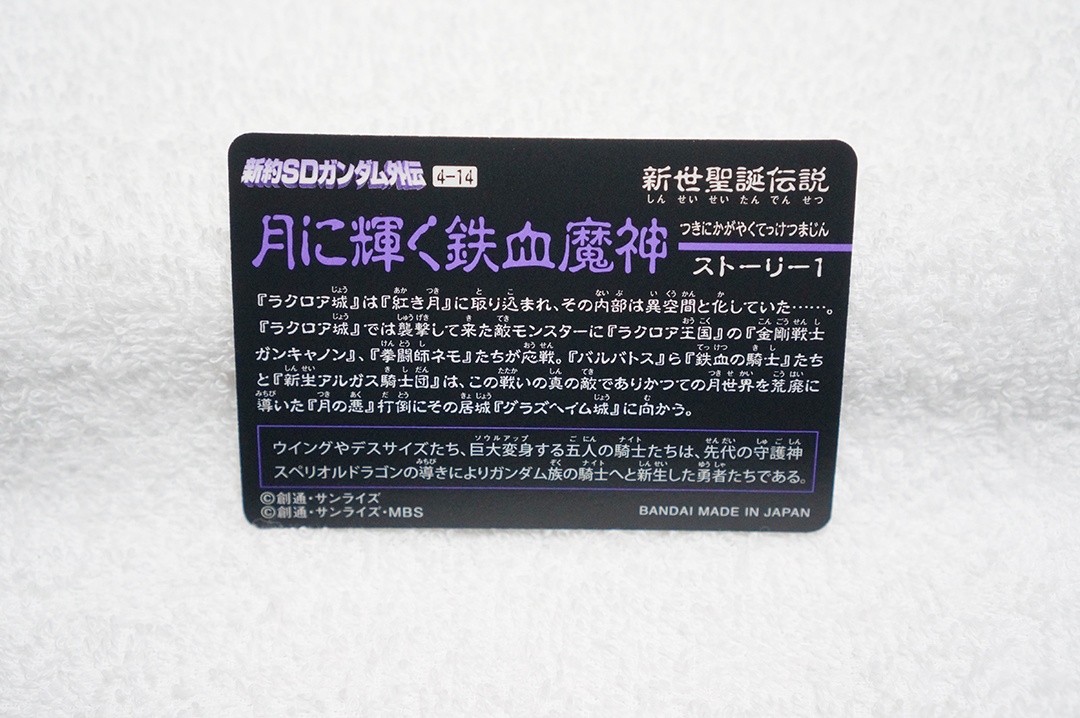 新約SDガンダム外伝 4-14
新世聖誕伝説
しんせいせいたんでんせつ
月に輝く鉄血魔神
つきにかがやくてっけつまじん
ストーリー1
『ラクロア城』は『紅き月』に取り込まれ、その内部は異空間と化していた……。
『ラクロア城』では襲撃して来た敵モンスターに『ラクロア王国』の『金剛戦士
ガンキャノン』、『拳闘師ネモ』たちが応戦。『バルバトス』ら『鉄血の騎士』たち
と『新生アルガス騎士団』は、この戦いの真の敵でありかつての月世界を荒廃に
導いた『月の悪』打倒にその居城『グラズヘイム城』に向かう。
ウイングやデスサイズたち、巨大変身する五人の騎士たちは、先代の守護神
スペリオルドラゴンの導きによりガンダム族の騎士へと新生した勇者たちである。
©創通・サンライズ
©創通・サンライズ・MBS
BANDAI MADE IN JAPAN